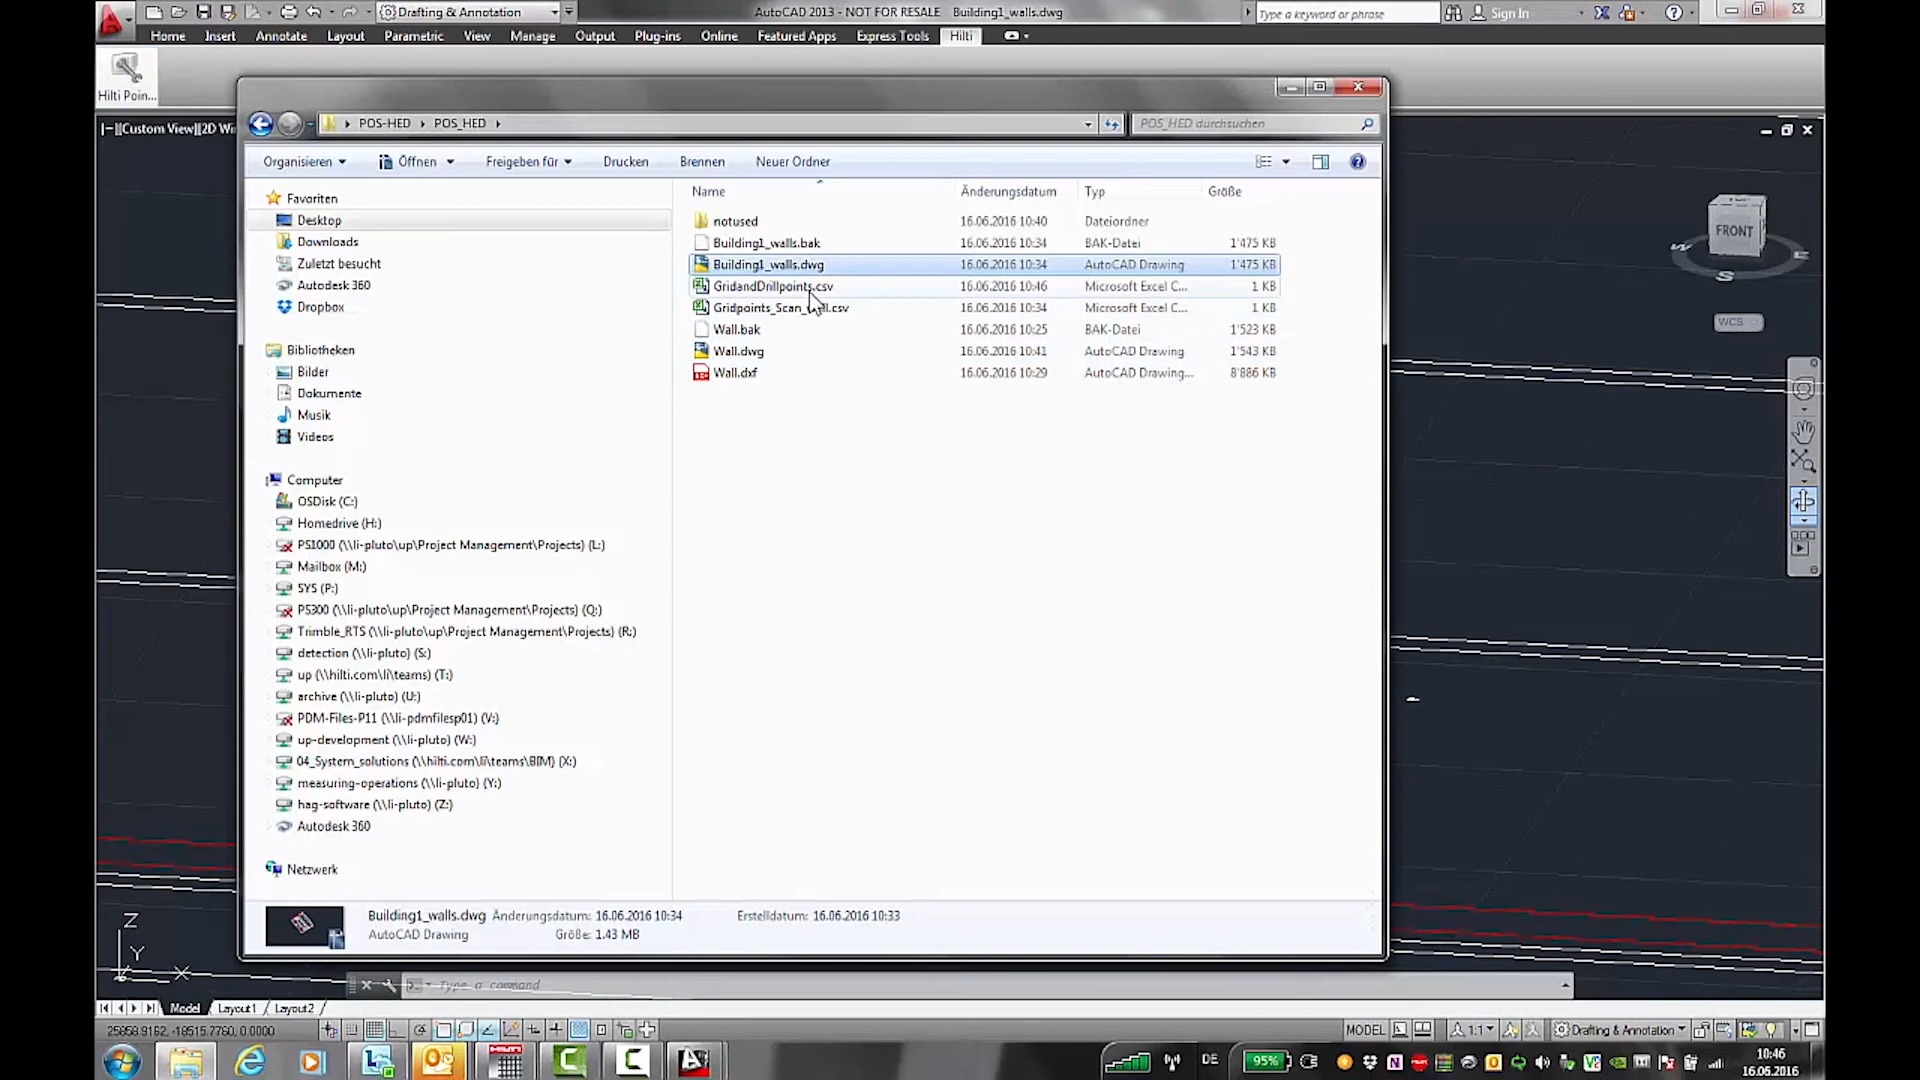 Drafting & Annotation
AutoCAD 2013 - NOT FOR RESALE Building1_walls.dwg
Type a keyword or phrase
Sign In
Home Insert Annotate Layout Parametric View Manage Output Plug-ins Online Featured Apps Express Tools Hilti
Hilti Poin...
[-][Custom View][2D Wi
POS-HED POS_HED
POS_HED durchsuchen
Organisieren Öffnen Freigeben für Drucken Brennen Neuer Ordner
Name Änderungsdatum Typ Größe
notused 16.06.2016 10:40 Dateiordner
Building1_walls.bak 16.06.2016 10:34 BAK-Datei 1'475 KB
Building1_walls.dwg 16.06.2016 10:34 AutoCAD Drawing 1'475 KB
GridandDrillpoints.csv 16.06.2016 10:46 Microsoft Excel C... 1 KB
Gridpoints_Scan_ 16.06.2016 10:34 Microsoft Excel C... 1 KB
Wall.bak 16.06.2016 10:25 BAK-Datei 1'523 KB
Wall.dwg 16.06.2016 10:41 AutoCAD Drawing 1'543 KB
Wall.dxf 16.06.2016 10:29 AutoCAD Drawing... 8'886 KB
Favoriten
Desktop
Downloads
Zuletzt besucht
Autodesk 360
Dropbox
Bibliotheken
Bilder
Dokumente
Musik
Videos
Computer
OSDisk (C:)
Homedrive (H:)
PS1000 (\\li-pluto\up\Project Management\Projects) (L:)
Mailbox (M:)
SYS (P:)
PS300 (\\li-pluto\up\Project Management\Projects) (Q:)
Trimble_RTS (\\li-pluto\up\Project Management\Projects) (R:)
detection (\\li-pluto) (S:)
up (\\hilti.com\li\teams) (T:)
archive (\\li-pluto) (U:)
PDM-Files-P11 (\\li-pdmfilesp01) (V:)
up-development (\\li-pluto) (W:)
04_System_solutions (\\hilti.com\li\teams\BIM) (X:)
measuring-operations (\\li-pluto) (Y:)
hag-software (\\li-pluto) (Z:)
Autodesk 360
Netzwerk
Building1_walls.dwg Änderungsdatum: 16.06.2016 10:34 Erstelldatum: 16.06.2016 10:33
AutoCAD Drawing Größe: 1.43 MB
FRONT
W
E
S
WCS
Z
Y
X
Type a command
Model Layout1 Layout2
25858.9162, -18515.7760, 0.0000
MODEL
1:1
Drafting & Annotation
DE
95%
10:46
16.06.2016